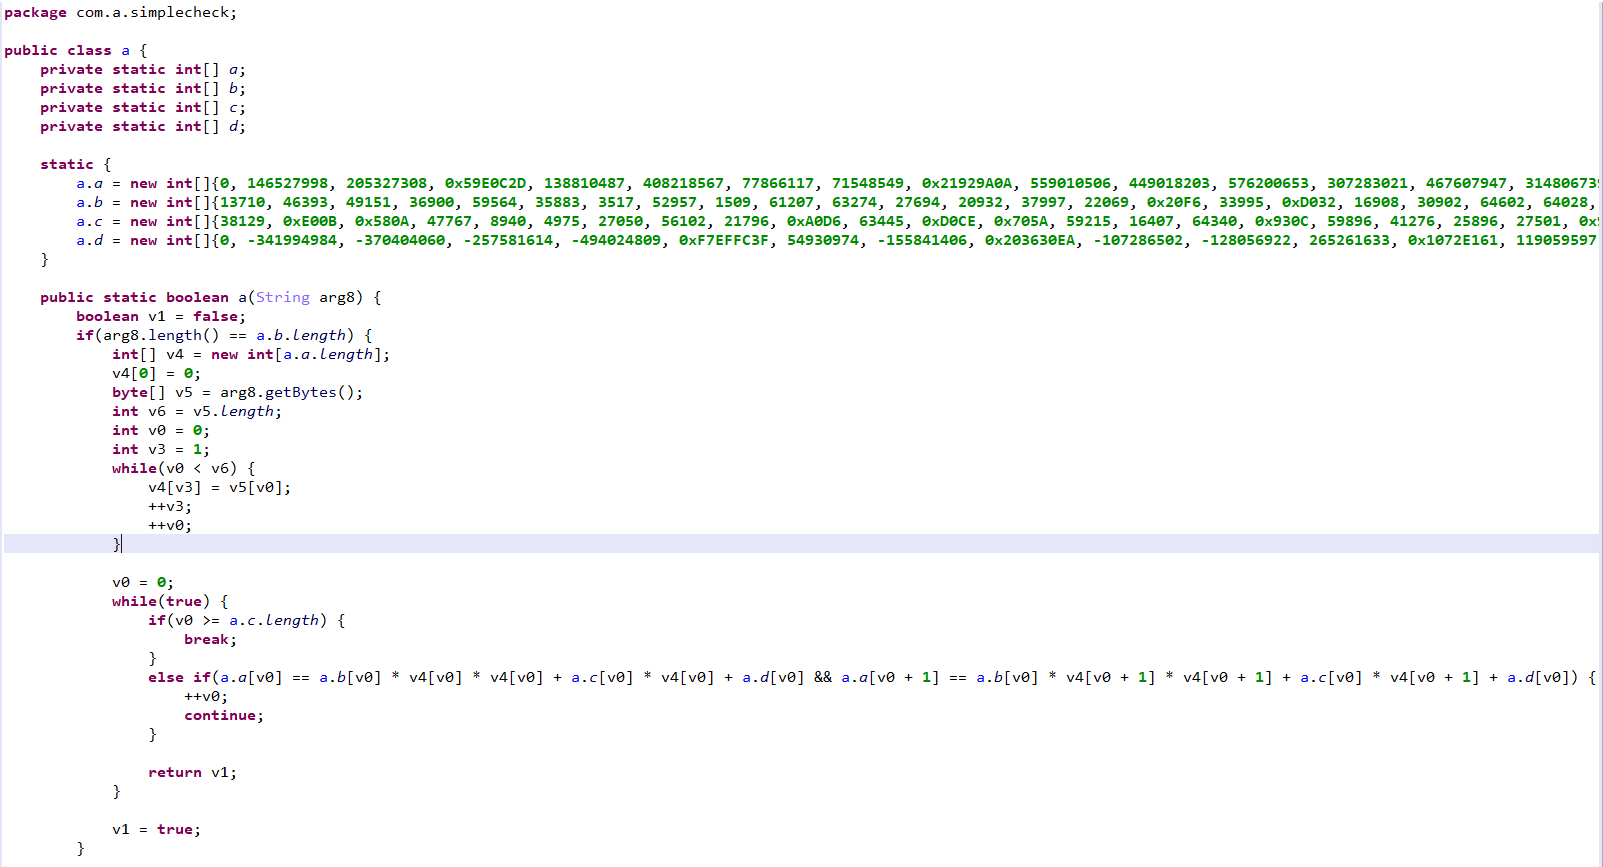 package com.a.simplecheck;
public class a {
private static int[] a;
private static int[] b;
private static int[] c;
private static int[] d;
static {
a.a = new int[]{0, 146527998, 205327308, 0x59E0C2D, 138810487, 408218567, 77866117, 71548549, 0x21929A0A, 559010506, 449018203, 576200653, 307283021, 467607947, 314806739
a.b = new int[]{13710, 46393, 49151, 36900, 59564, 35883, 3517, 52957, 1509, 61207, 63274, 27694, 20932, 37997, 22069, 0x20F6, 33995, 0xD032, 16908, 30902, 64602, 64028,
a.c = new int[]{38129, 0xE00B, 0x580A, 47767, 8940, 4975, 27050, 56102, 21796, 0xA0D6, 63445, 0xD0CE, 0x705A, 59215, 16407, 64340, 0x930C, 59896, 41276, 25896, 27501,
a.d = new int[]{0, -341994984, -370404060, -257581614, -494024809, 0xF7EFFC3F, 54930974, -155841406, 0x203630EA, -107286502, -128056922, 265261633, 0x1072E161, 119059597
}
public static boolean a(String arg8) {
boolean v1 = false;
if(arg8.length() == a.b.length) {
int[] v4 = new int[a.a.length];
v4[0] = 0;
byte[] v5 = arg8.getBytes();
int v6 = v5.length;
int v0 = 0;
int v3 = 1;
while(v0 < v6) {
v4[v3] = v5[v0];
++v3;
++v0;
}
v0 = 0;
while(true) {
if(v0 >= a.c.length) {
break;
}
else if(a.a[v0] == a.b[v0] * v4[v0] * v4[v0] + a.c[v0] * v4[v0] + a.d[v0] && a.a[v0 + 1] == a.b[v0] * v4[v0 + 1] * v4[v0 + 1] + a.c[v0] * v4[v0 + 1] + a.d[v0]) {
++v0;
continue;
}
return v1;
}
v1 = true;
}